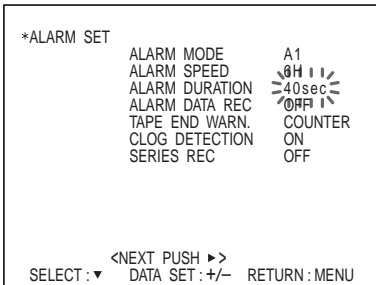 *ALARM SET
ALARM MODE A1
ALARM SPEED 6H
ALARM DURATION 40sec
ALARM DATA REC OFF
TAPE END WARN. COUNTER
CLOG DETECTION ON
SERIES REC OFF
<NEXT PUSH ►>
SELECT : ▼ DATA SET : +/– RETURN : MENU